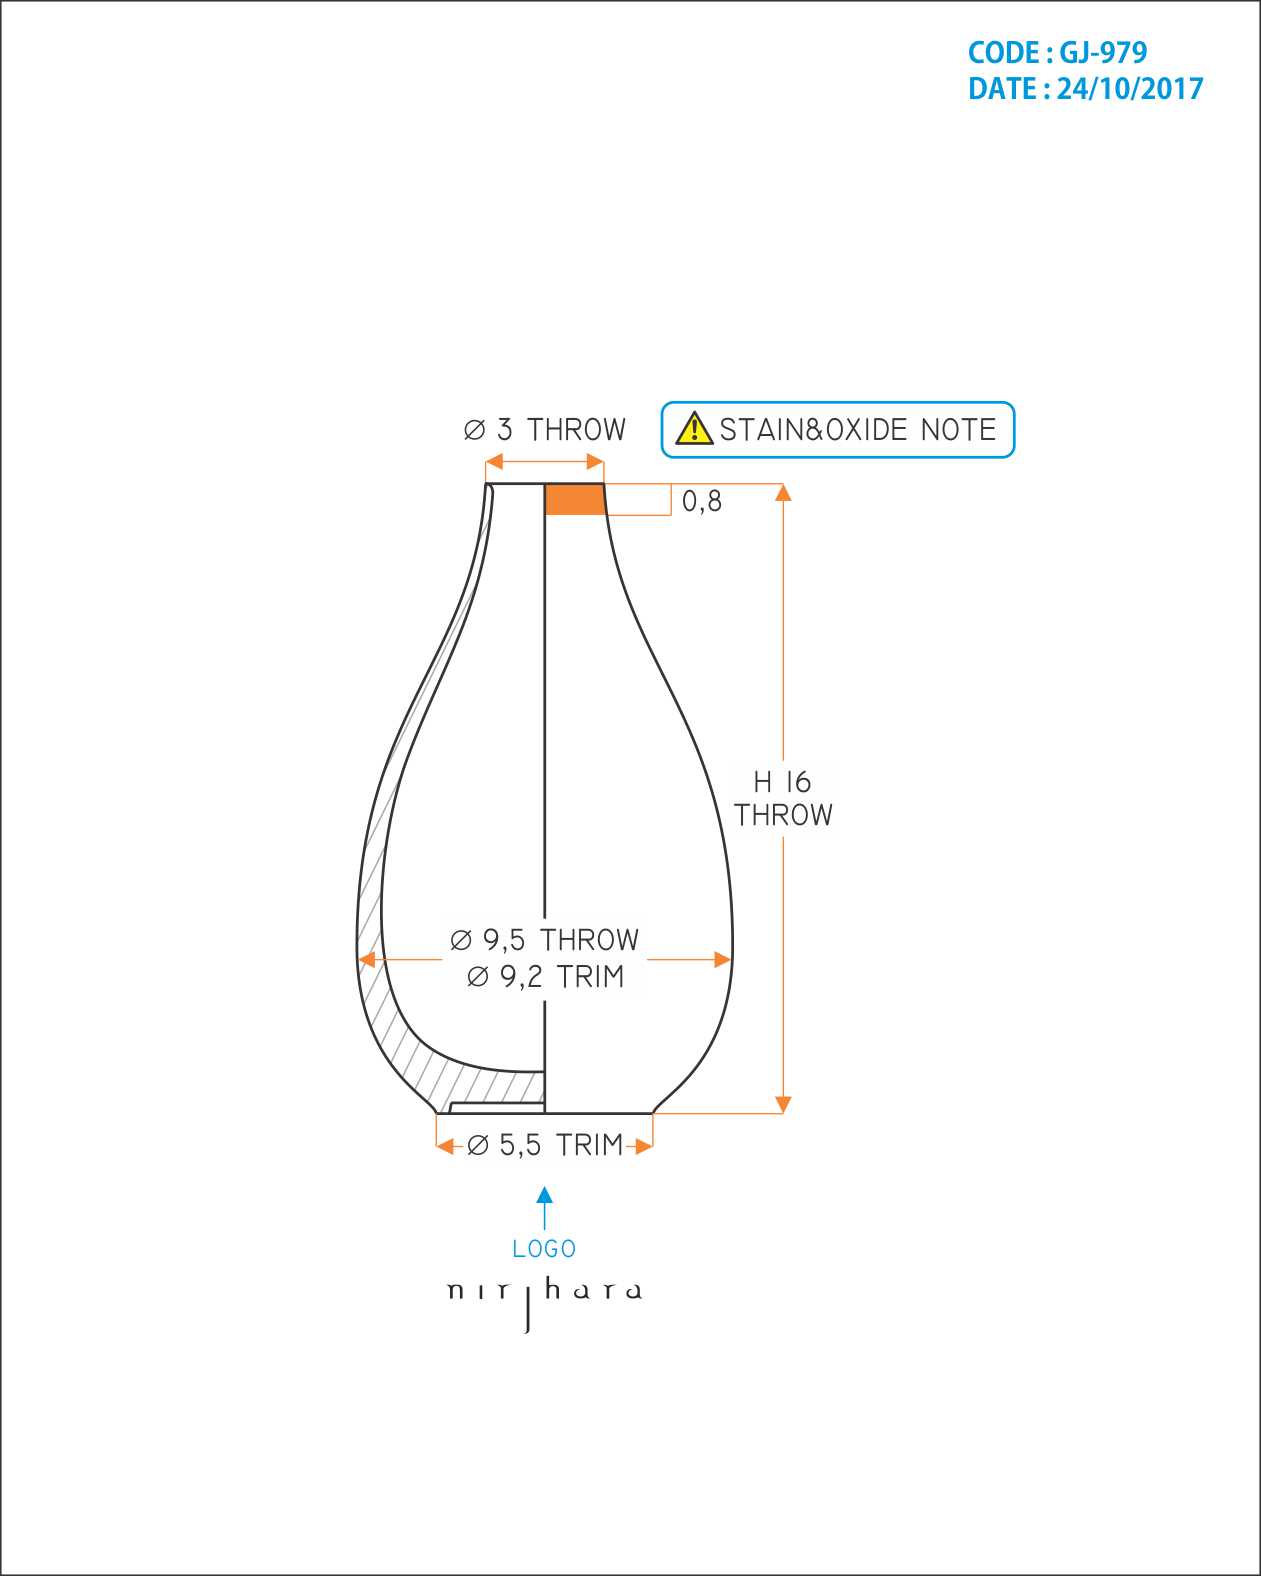 CODE : GJ-979
DATE : 24/10/2017
Ø 3 THROW
STAIN&OXIDE NOTE
0,8
H 16
THROW
Ø 9,5 THROW
Ø 9,2 TRIM
Ø 5,5 TRIM
LOGO
nirjhara